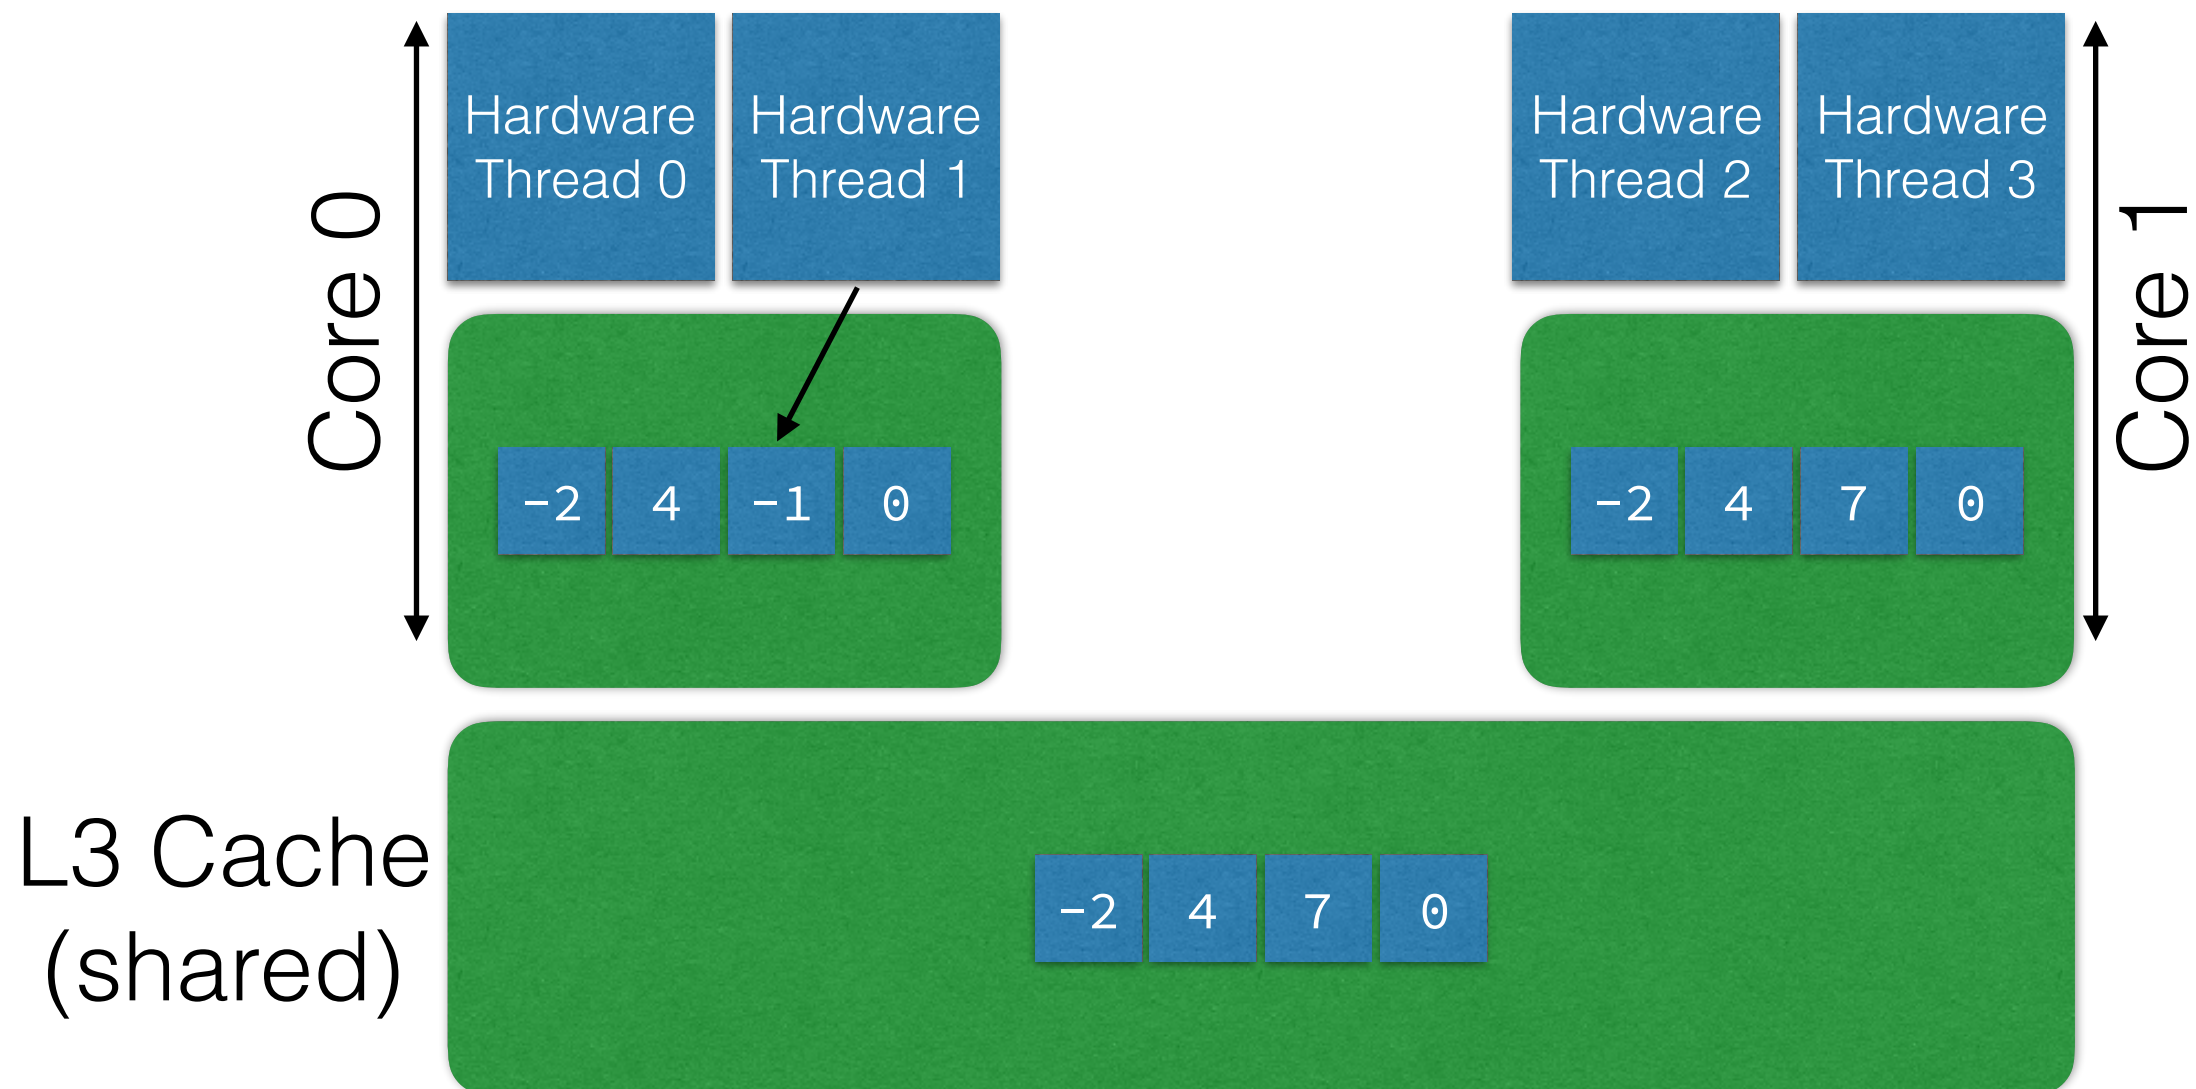 Core 0
Hardware
Thread 0
Hardware
Thread 1
Hardware
Thread 2
Hardware
Thread 3
Core 1
-2 4 -1 0
-2 4 7 0
L3 Cache
(shared)
-2 4 7 0